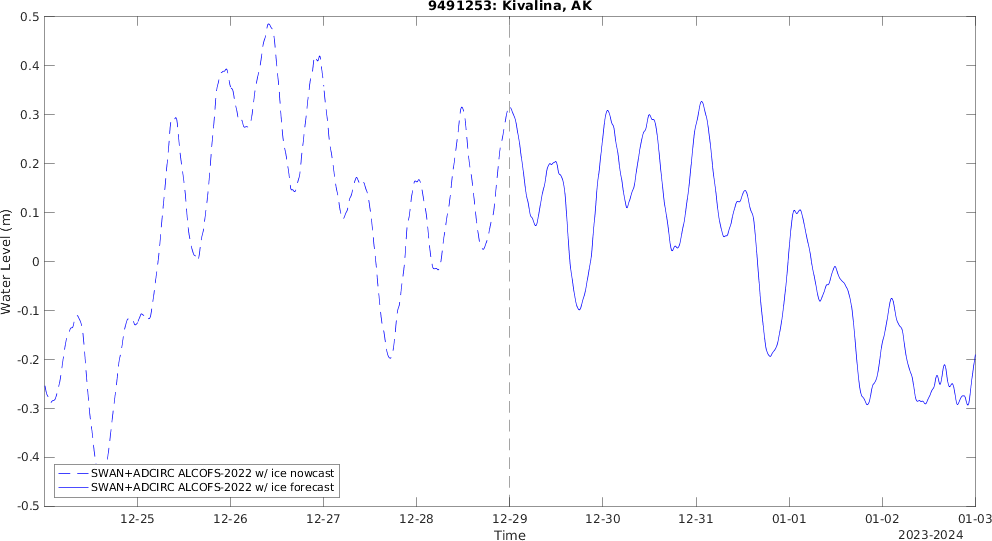 9491253: Kivalina, AK
0.5
0.4
0.3
0.2
0.1
0
-0.1
-0.2
-0.3
-0.4
-0.5
Water Level (m)
SWAN+ADCIRC ALCOFS-2022 w/ ice nowcast
SWAN+ADCIRC ALCOFS-2022 w/ ice forecast
12-25 12-26 12-27 12-28 12-29 12-30 12-31 01-01 01-02 01-03
Time
2023-2024